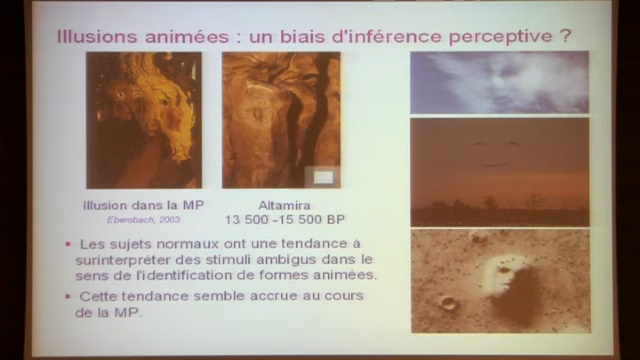 Illusions animées : un biais d'inférence perceptive ?
Illusion dans la MP
Ebersbach, 2003
Altamira
13 500 -15 500 BP
▪ Les sujets normaux ont une tendance à
surinterpréter des stimuli ambigus dans le
sens de l'identification de formes animées.
▪ Cette tendance semble accrue au cours
de la MP.